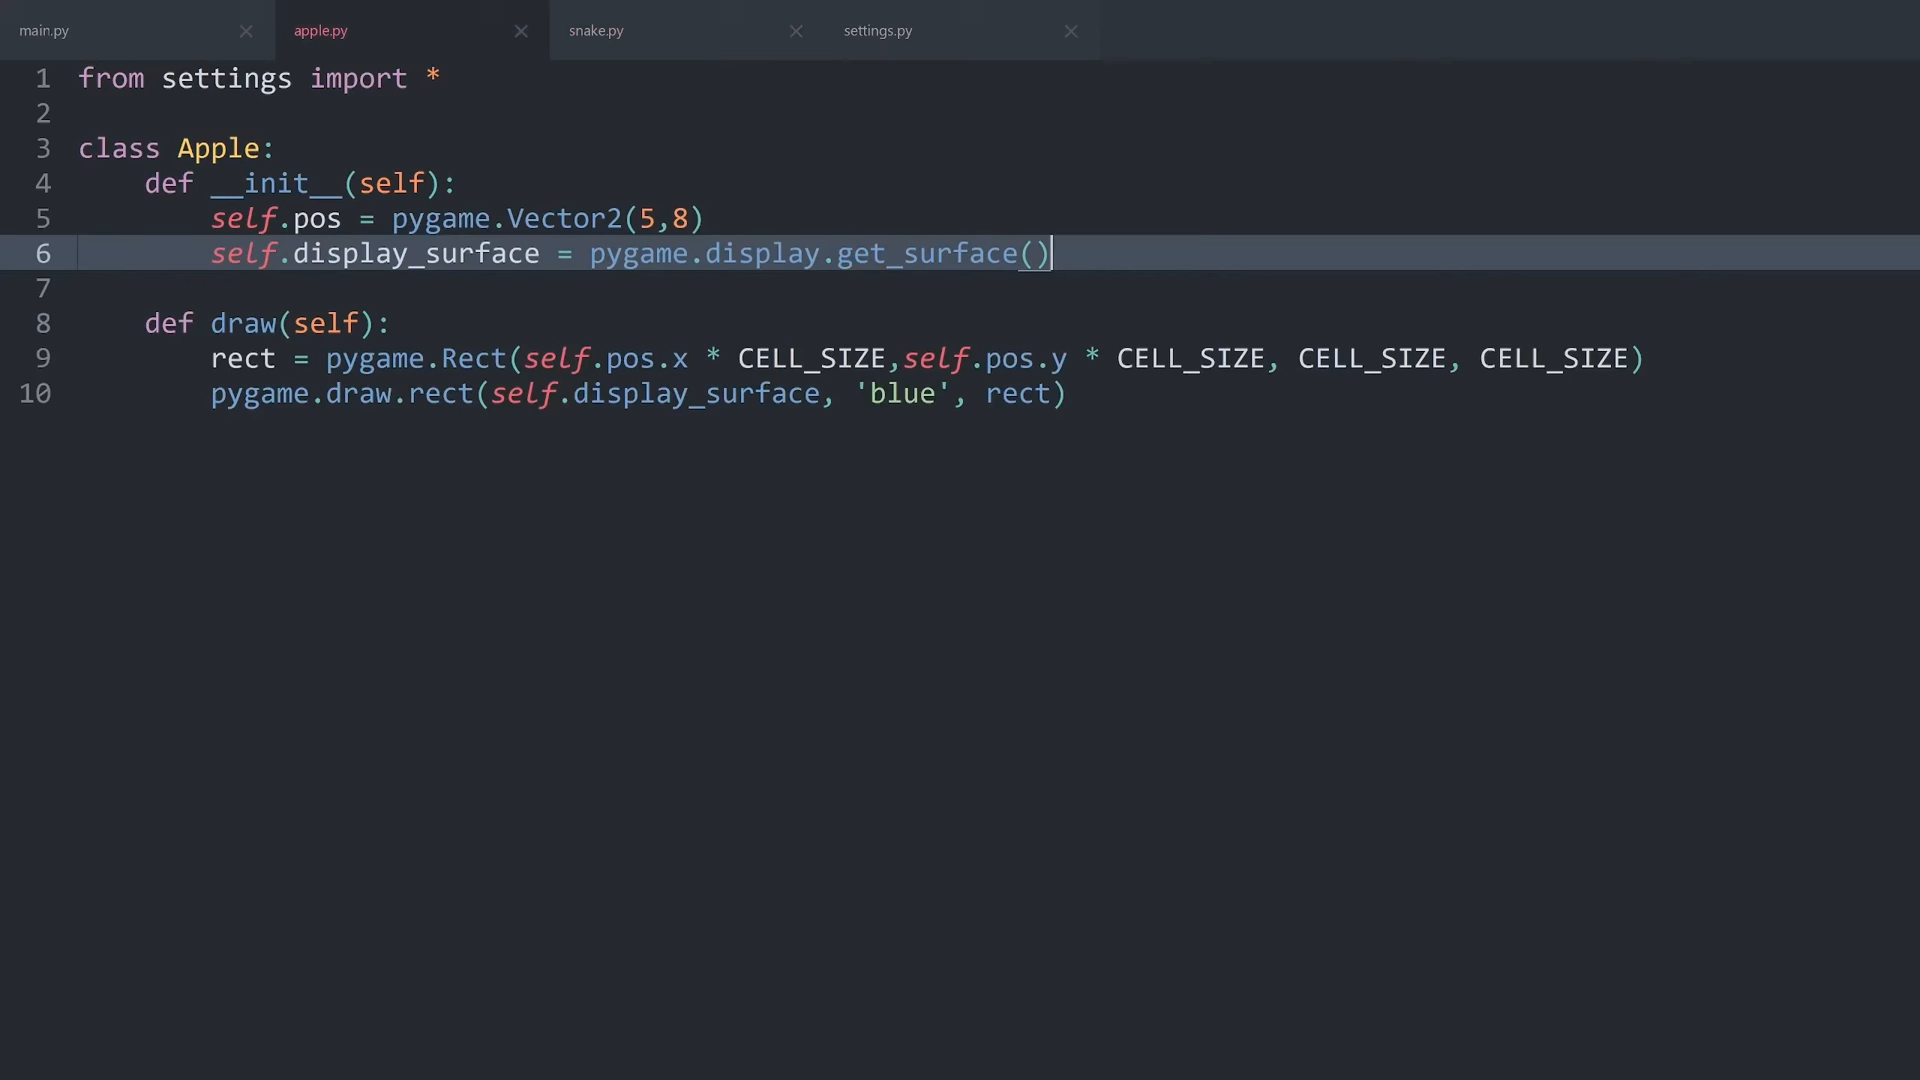 main.py apple.py snake.py settings.py
1 from settings import *
2
3 class Apple:
4     def __init__(self):
5         self.pos = pygame.Vector2(5,8)
6         self.display_surface = pygame.display.get_surface()
7
8     def draw(self):
9         rect = pygame.Rect(self.pos.x * CELL_SIZE,self.pos.y * CELL_SIZE, CELL_SIZE, CELL_SIZE)
10         pygame.draw.rect(self.display_surface, 'blue', rect)